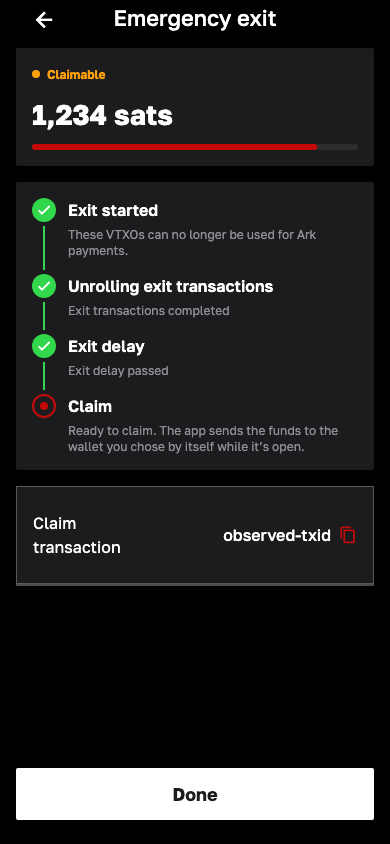 Emergency exit
Claimable
1,234 sats
Exit started
These VTXOs can no longer be used for Ark
payments.
Unrolling exit transactions
Exit transactions completed
Exit delay
Exit delay passed
Claim
Ready to claim. The app sends the funds to the
wallet you chose by itself while it’s open.
Claim
transaction
observed-txid
Done